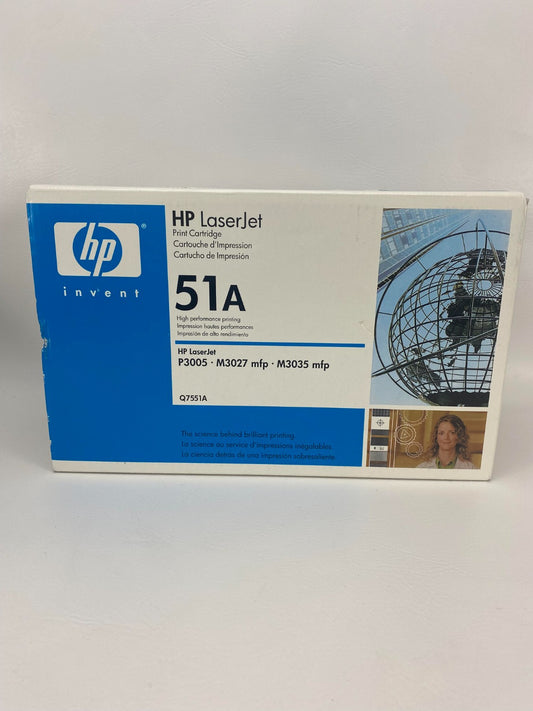 hp
®
invent
HP LaserJet
Print Cartridge
Cartouche d'Impression
Cartucho de Impresión
51A
High performance printing
Impression hautes performances
Impresión de alto rendimiento
HP LaserJet
P3005 · M3027 mfp · M3035 mfp
Q7551A
The science behind brilliant printing.
La science au service d'impressions inégalables.
La ciencia detrás de una impresión sobresaliente.